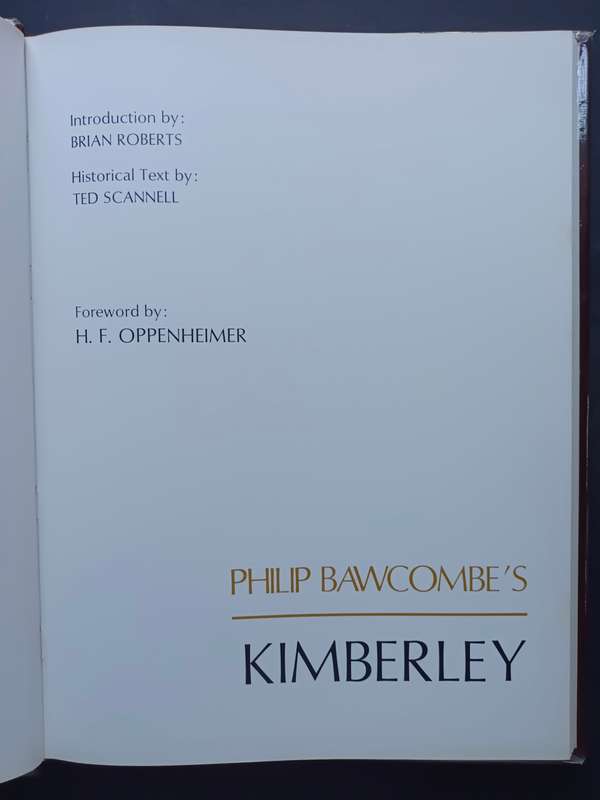 Introduction by:
BRIAN ROBERTS
Historical Text by:
TED SCANNELL
Foreword by:
H. F. OPPENHEIMER
PHILIP BAWCOMBE'S
KIMBERLEY